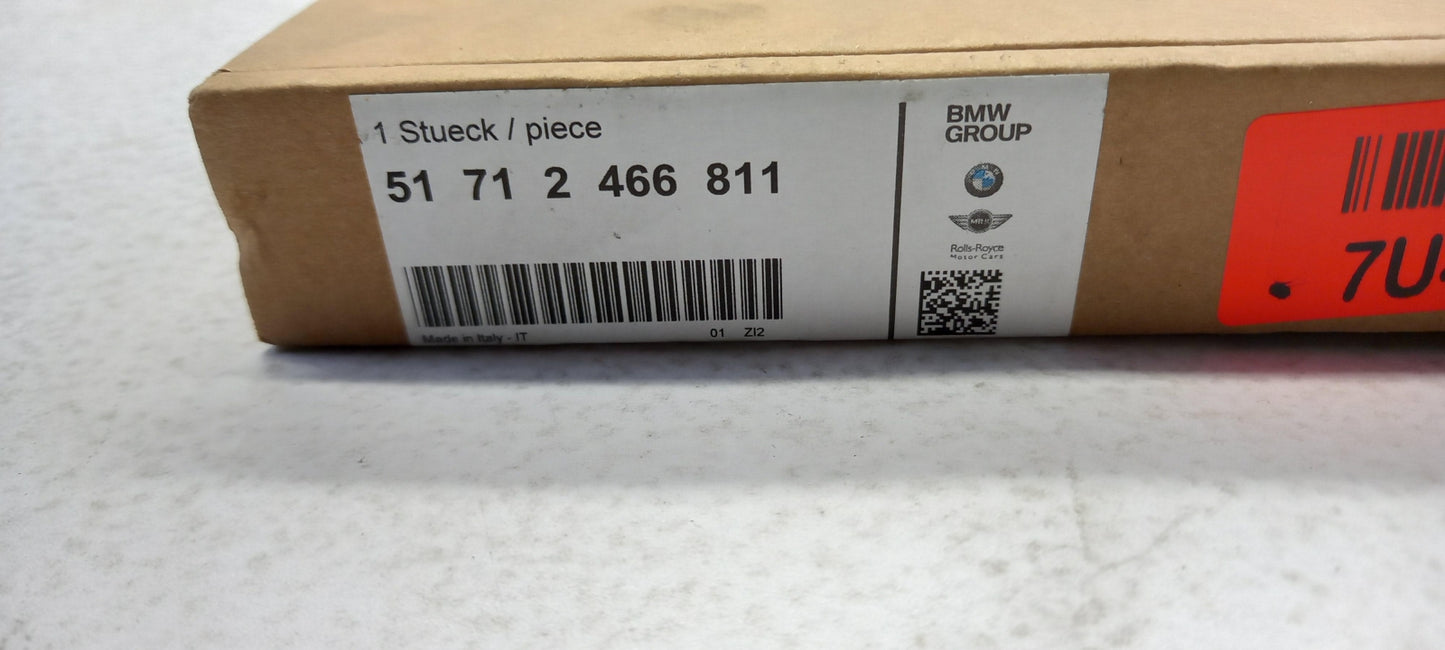 1 Stueck / piece
51 71 2 466 811
Made in Italy - IT
01 ZI2
BMW
GROUP
Rolls-Royce
Motor Cars
7U